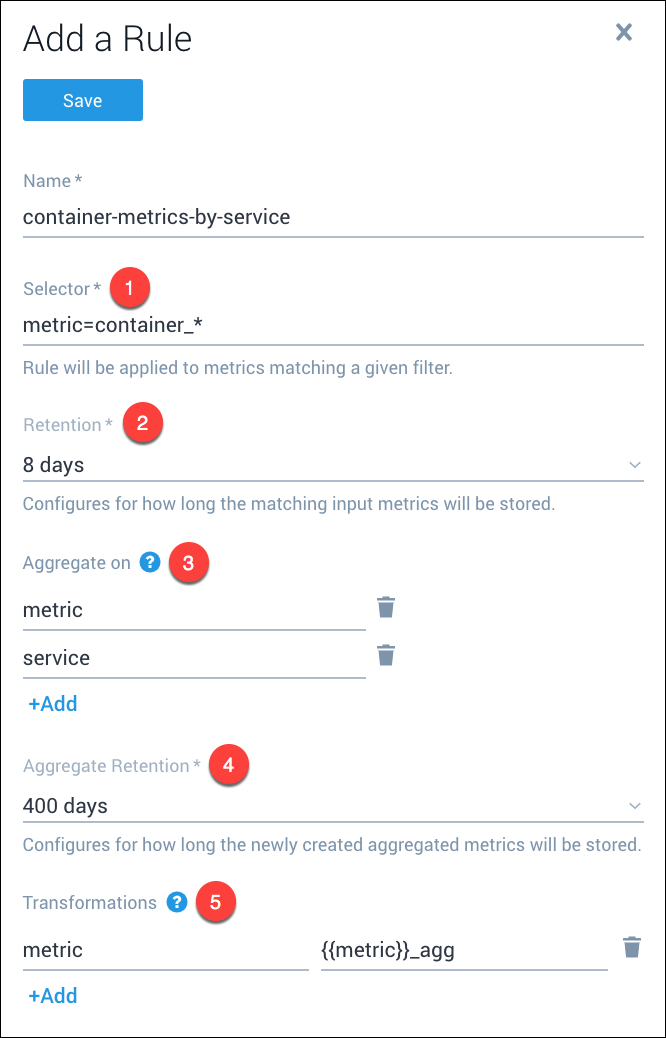 Add a Rule
Save
Name *
container-metrics-by-service
Selector * 1
metric=container_*
Rule will be applied to metrics matching a given filter.
Retention * 2
8 days
Configures for how long the matching input metrics will be stored.
Aggregate on ? 3
metric
service
+Add
Aggregate Retention * 4
400 days
Configures for how long the newly created aggregated metrics will be stored.
Transformations ? 5
metric {{metric}}_agg
+Add